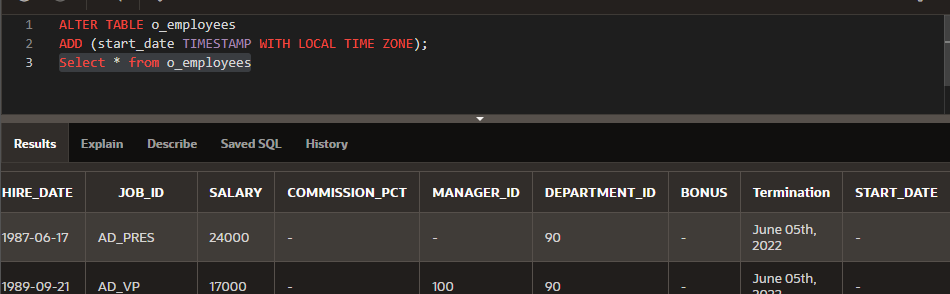 1 ALTER TABLE o_employees
2 ADD (start_date TIMESTAMP WITH LOCAL TIME ZONE);
3 Select * from o_employees
Results Explain Describe Saved SQL History
HIRE_DATE JOB_ID SALARY COMMISSION_PCT MANAGER_ID DEPARTMENT_ID BONUS Termination START_DATE
1987-06-17 AD_PRES 24000 - - 90 - June 05th, -
2022
1989-09-21 AD_VP 17000 - 100 90 - June 05th, -
2022